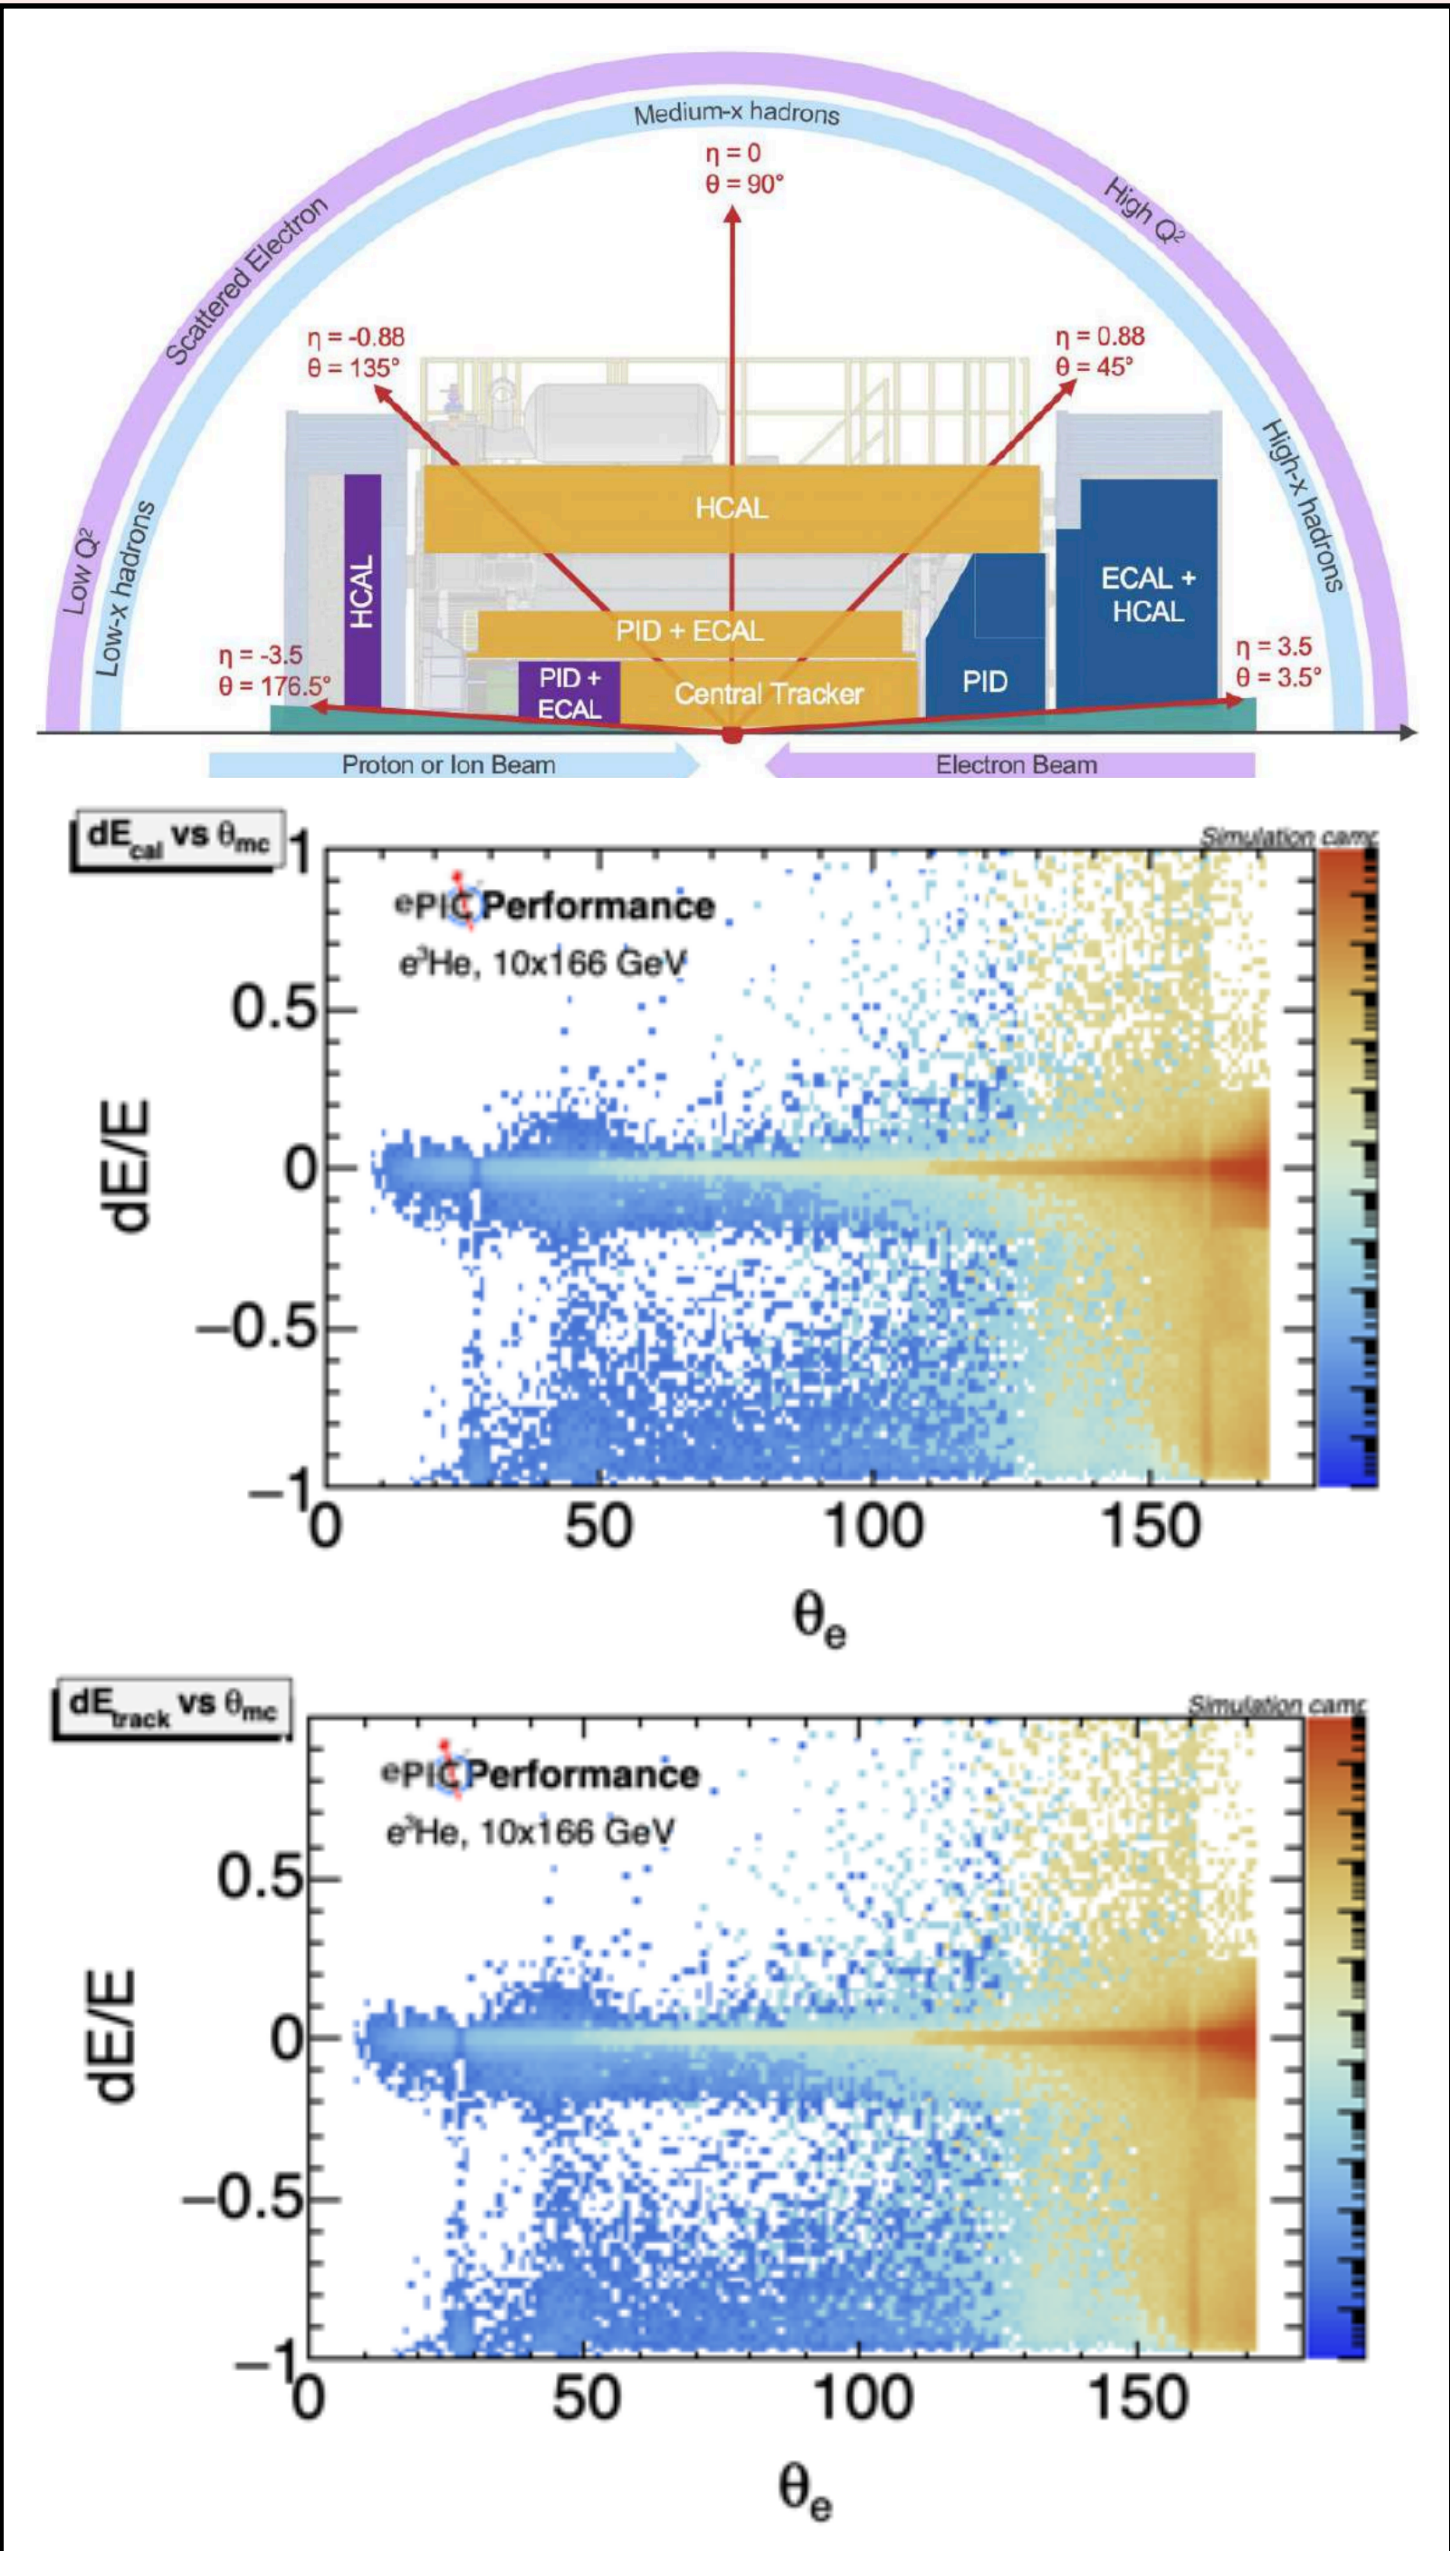 Medium-x hadrons
η = 0
θ = 90°
Scattered Electron
High Q²
η = -0.88
θ = 135°
η = 0.88
θ = 45°
HCAL
High-x hadrons
Low Q²
Low-x hadrons
HCAL
ECAL +
HCAL
PID + ECAL
η = -3.5
θ = 176.5°
PID +
ECAL
Central Tracker
PID
η = 3.5
θ = 3.5°
Proton or Ion Beam
Electron Beam
dEcal vs θmc
Simulation
ePIC Performance
e³He, 10x166 GeV
1
0.5
0
−0.5
−1
dE/E
0 50 100 150
θe
dEtrack vs θmc
Simulation
ePIC Performance
e³He, 10x166 GeV
0.5
0
−0.5
−1
dE/E
0 50 100 150
θe